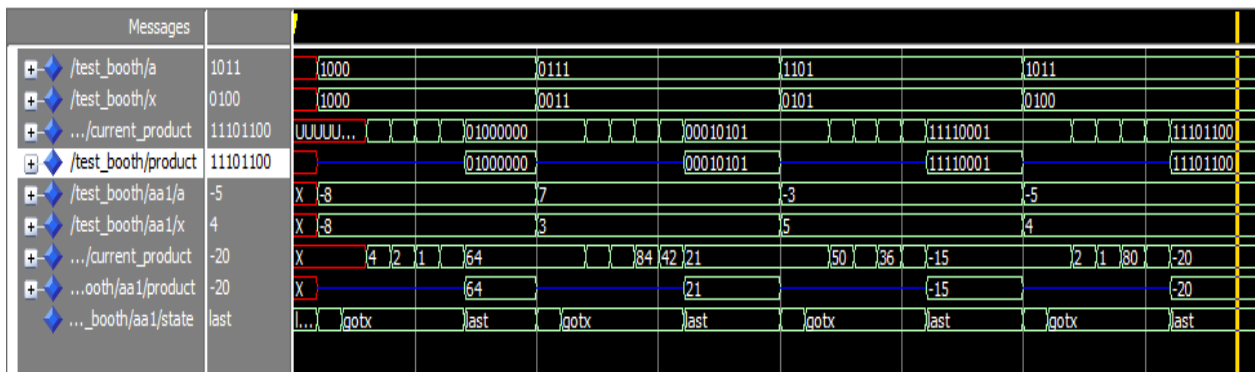 Messages
/test_booth/a 1011 1000 0111 1101 1011
/test_booth/x 0100 1000 0011 0101 0100
.../current_product 11101100 UUUUU... 01000000 00010101 11110001 11101100
/test_booth/product 11101100 01000000 00010101 11110001 11101100
/test_booth/aa1/a -5 X -8 7 -3 -5
/test_booth/aa1/x 4 X -8 3 5 4
.../current_product -20 X 4 2 1 64 84 42 21 50 36 -15 2 1 80 -20
...ooth/aa1/product -20 X 64 21 -15 -20
..._booth/aa1/state last l... gotx last gotx last gotx last gotx last